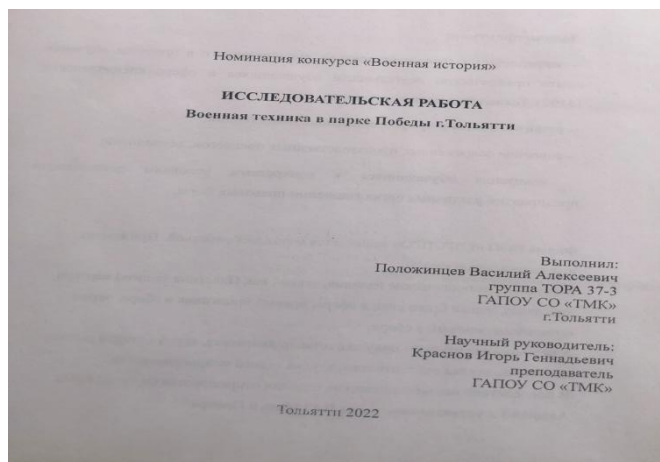 Номинация конкурса «Военная история»
ИССЛЕДОВАТЕЛЬСКАЯ РАБОТА
Военная техника в парке Победы г.Тольятти
Выполнил:
Положинцев Василий Алексеевич
группа ТОРА 37-3
ГАПОУ СО «ТМК»
г.Тольятти
Научный руководитель:
Краснов Игорь Геннадьевич
преподаватель
ГАПОУ СО «ТМК»
Тольятти 2022